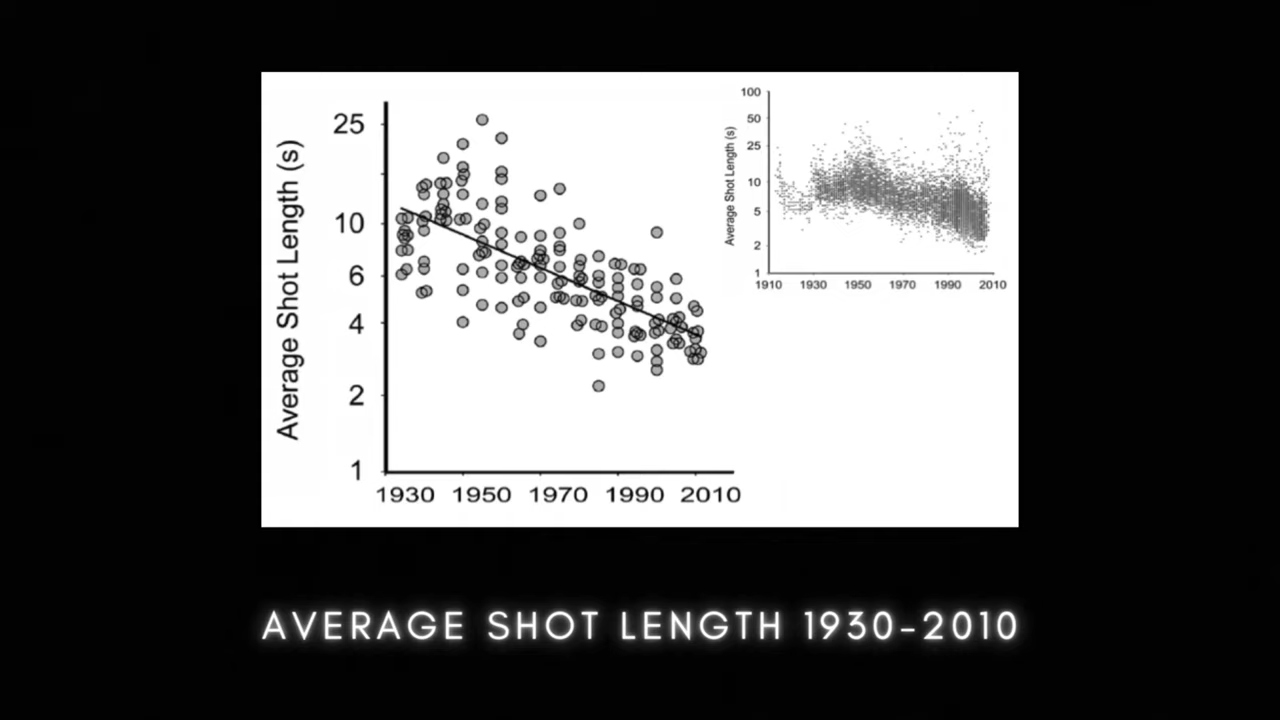 Average Shot Length (s)
25
10
6
4
2
1
1930 1950 1970 1990 2010
Average Shot Length (s)
100
50
25
10
5
2
1
1910 1930 1950 1970 1990 2010
AVERAGE SHOT LENGTH 1930-2010